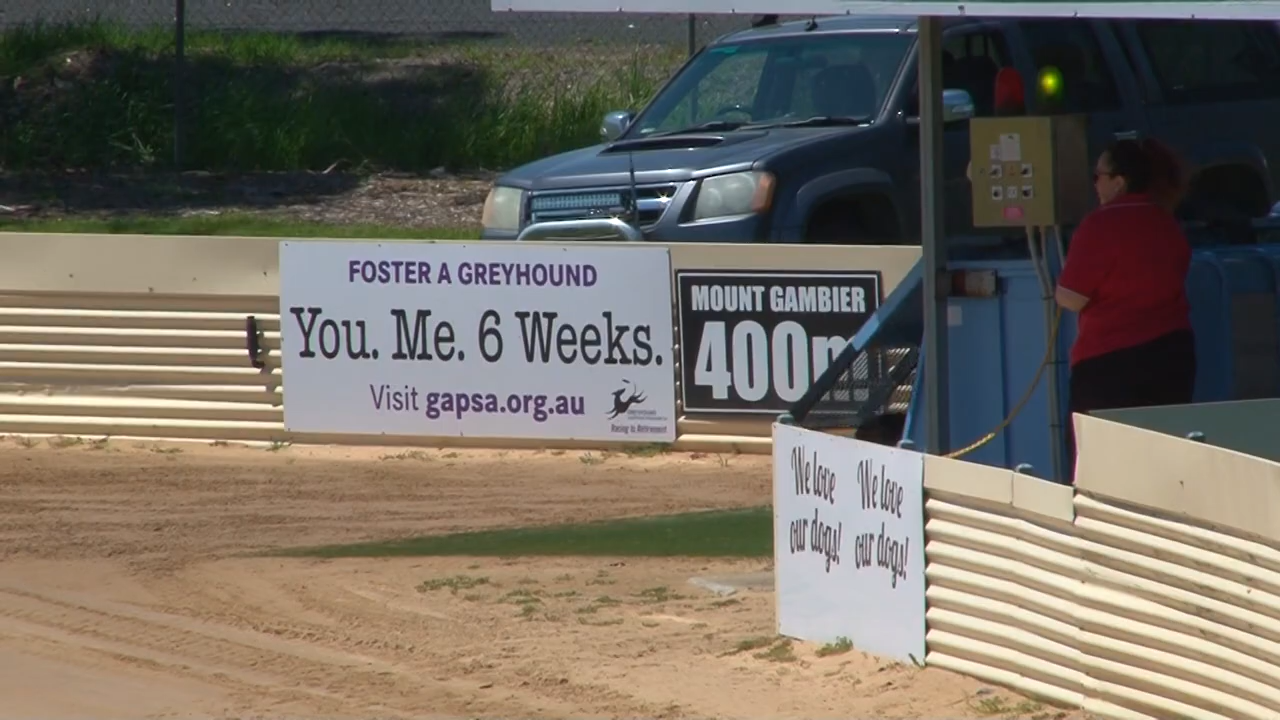 FOSTER A GREYHOUND
You. Me. 6 Weeks.
Visit gapsa.org.au
Racing to Retirement
MOUNT GAMBIER
400m
We love We love
our dogs! our dogs!